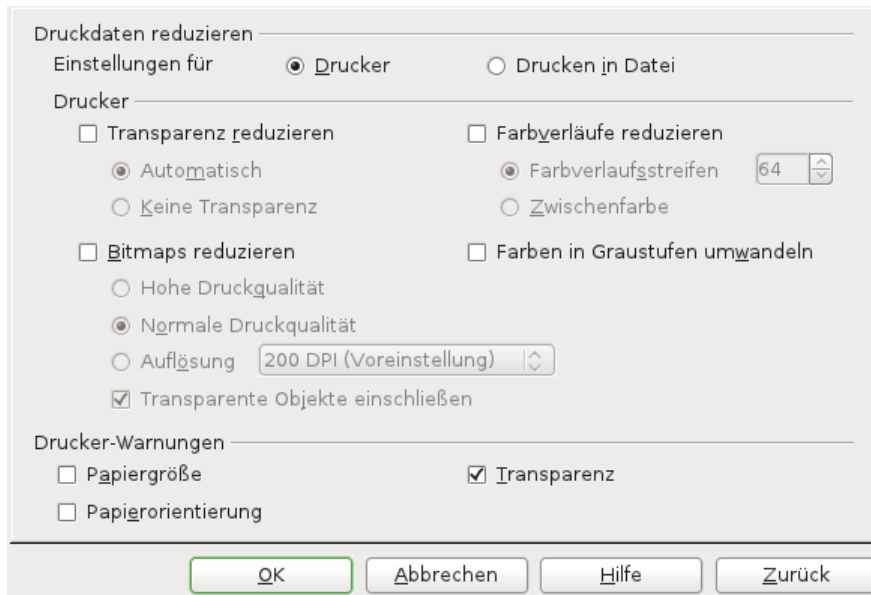 Druckdaten reduzieren
Einstellungen für Drucker Drucken in Datei
Drucker
Transparenz reduzieren Farbverläufe reduzieren
Automatisch Farbverlaufsstreifen 64
Keine Transparenz Zwischenfarbe
Bitmaps reduzieren Farben in Graustufen umwandeln
Hohe Druckqualität
Normale Druckqualität
Auflösung 200 DPI (Voreinstellung)
Transparente Objekte einschließen
Drucker-Warnungen
Papiergröße Transparenz
Papierorientierung
OK Abbrechen Hilfe Zurück